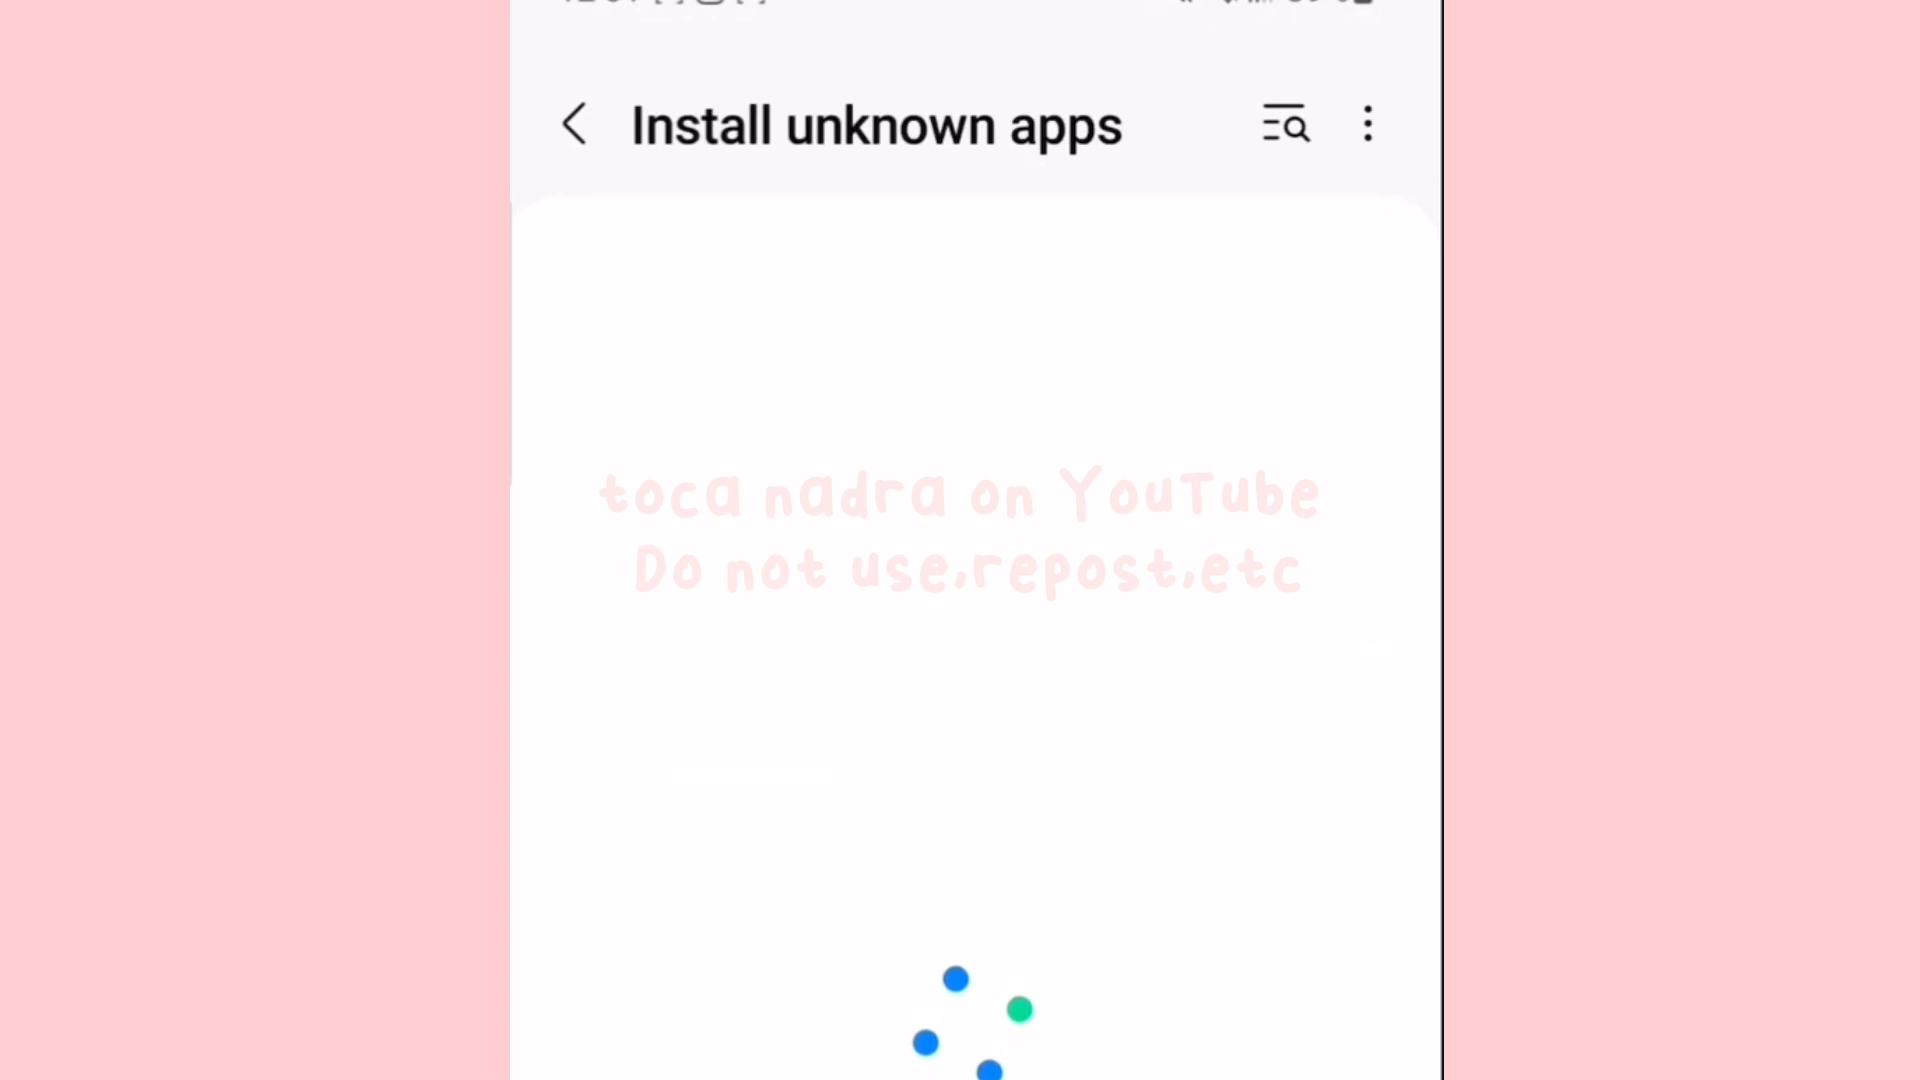 Install unknown apps
toca nadra on YouTube
Do not use,repost,etc